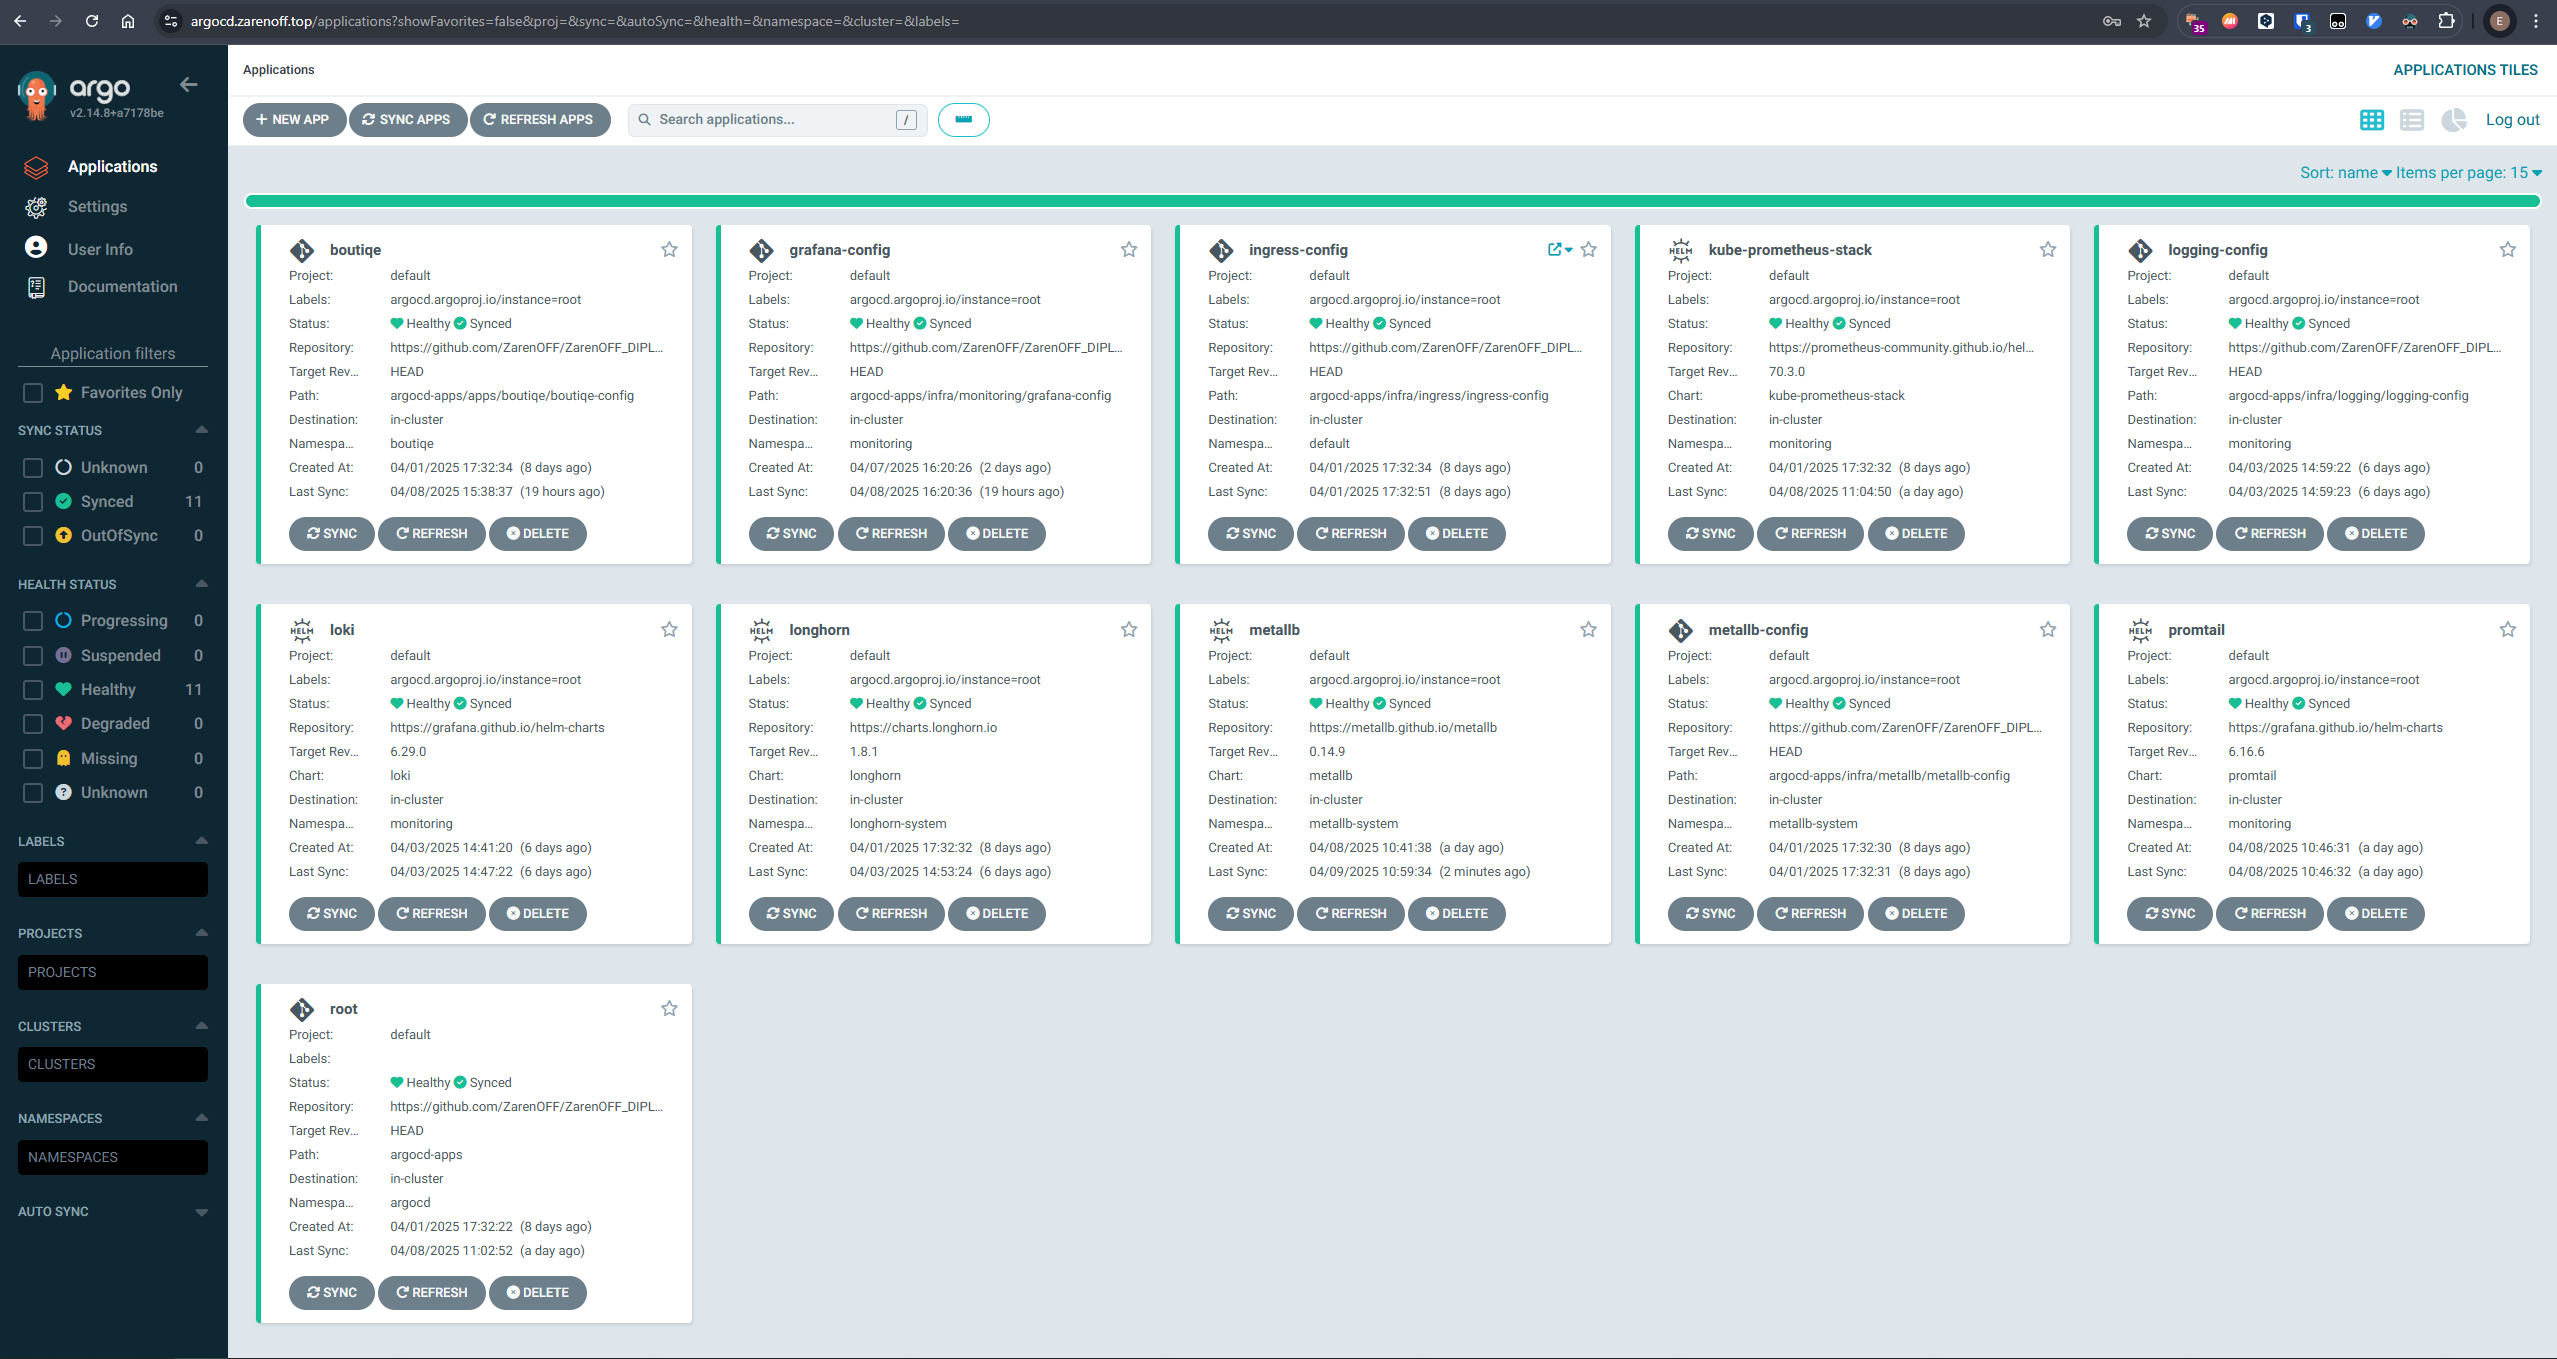 argocd.zarenoff.top/applications?showFavorites=false&proj=&sync=&autoSync=&health=&namespace=&cluster=&labels=
35
3
E
argo
v2.14.8+a7178be
Applications
Settings
User Info
Documentation
Application filters
Favorites Only
SYNC STATUS
Unknown 0
Synced 11
OutOfSync 0
HEALTH STATUS
Progressing 0
Suspended 0
Healthy 11
Degraded 0
Missing 0
Unknown 0
LABELS
LABELS
PROJECTS
PROJECTS
CLUSTERS
CLUSTERS
NAMESPACES
NAMESPACES
AUTO SYNC
Applications
APPLICATIONS TILES
NEW APP
SYNC APPS
REFRESH APPS
Search applications...
/
Log out
Sort: name Items per page: 15
boutiqe
Project: default
Labels: argocd.argoproj.io/instance=root
Status: Healthy Synced
Repository: https://github.com/ZarenOFF/ZarenOFF_DIPL...
Target Rev... HEAD
Path: argocd-apps/apps/boutiqe/boutiqe-config
Destination: in-cluster
Namespa... boutiqe
Created At: 04/01/2025 17:32:34 (8 days ago)
Last Sync: 04/08/2025 15:38:37 (19 hours ago)
SYNC REFRESH DELETE
grafana-config
Project: default
Labels: argocd.argoproj.io/instance=root
Status: Healthy Synced
Repository: https://github.com/ZarenOFF/ZarenOFF_DIPL...
Target Rev... HEAD
Path: argocd-apps/infra/monitoring/grafana-config
Destination: in-cluster
Namespa... monitoring
Created At: 04/07/2025 16:20:26 (2 days ago)
Last Sync: 04/08/2025 16:20:36 (19 hours ago)
SYNC REFRESH DELETE
ingress-config
Project: default
Labels: argocd.argoproj.io/instance=root
Status: Healthy Synced
Repository: https://github.com/ZarenOFF/ZarenOFF_DIPL...
Target Rev... HEAD
Path: argocd-apps/infra/ingress/ingress-config
Destination: in-cluster
Namespa... default
Created At: 04/01/2025 17:32:34 (8 days ago)
Last Sync: 04/01/2025 17:32:51 (8 days ago)
SYNC REFRESH DELETE
HELM
kube-prometheus-stack
Project: default
Labels: argocd.argoproj.io/instance=root
Status: Healthy Synced
Repository: https://prometheus-community.github.io/hel...
Target Rev... 70.3.0
Chart: kube-prometheus-stack
Destination: in-cluster
Namespa... monitoring
Created At: 04/01/2025 17:32:32 (8 days ago)
Last Sync: 04/08/2025 11:04:50 (a day ago)
SYNC REFRESH DELETE
logging-config
Project: default
Labels: argocd.argoproj.io/instance=root
Status: Healthy Synced
Repository: https://github.com/ZarenOFF/ZarenOFF_DIPL...
Target Rev... HEAD
Path: argocd-apps/infra/logging/logging-config
Destination: in-cluster
Namespa... monitoring
Created At: 04/03/2025 14:59:22 (6 days ago)
Last Sync: 04/03/2025 14:59:23 (6 days ago)
SYNC REFRESH DELETE
HELM
loki
Project: default
Labels: argocd.argoproj.io/instance=root
Status: Healthy Synced
Repository: https://grafana.github.io/helm-charts
Target Rev... 6.29.0
Chart: loki
Destination: in-cluster
Namespa... monitoring
Created At: 04/03/2025 14:41:20 (6 days ago)
Last Sync: 04/03/2025 14:47:22 (6 days ago)
SYNC REFRESH DELETE
HELM
longhorn
Project: default
Labels: argocd.argoproj.io/instance=root
Status: Healthy Synced
Repository: https://charts.longhorn.io
Target Rev... 1.8.1
Chart: longhorn
Destination: in-cluster
Namespa... longhorn-system
Created At: 04/01/2025 17:32:32 (8 days ago)
Last Sync: 04/03/2025 14:53:24 (6 days ago)
SYNC REFRESH DELETE
HELM
metallb
Project: default
Labels: argocd.argoproj.io/instance=root
Status: Healthy Synced
Repository: https://metallb.github.io/metallb
Target Rev... 0.14.9
Chart: metallb
Destination: in-cluster
Namespa... metallb-system
Created At: 04/08/2025 10:41:38 (a day ago)
Last Sync: 04/09/2025 10:59:34 (2 minutes ago)
SYNC REFRESH DELETE
metallb-config
Project: default
Labels: argocd.argoproj.io/instance=root
Status: Healthy Synced
Repository: https://github.com/ZarenOFF/ZarenOFF_DIPL...
Target Rev... HEAD
Path: argocd-apps/infra/metallb/metallb-config
Destination: in-cluster
Namespa... metallb-system
Created At: 04/01/2025 17:32:30 (8 days ago)
Last Sync: 04/01/2025 17:32:31 (8 days ago)
SYNC REFRESH DELETE
HELM
promtail
Project: default
Labels: argocd.argoproj.io/instance=root
Status: Healthy Synced
Repository: https://grafana.github.io/helm-charts
Target Rev... 6.16.6
Chart: promtail
Destination: in-cluster
Namespa... monitoring
Created At: 04/08/2025 10:46:31 (a day ago)
Last Sync: 04/08/2025 10:46:32 (a day ago)
SYNC REFRESH DELETE
root
Project: default
Labels:
Status: Healthy Synced
Repository: https://github.com/ZarenOFF/ZarenOFF_DIPL...
Target Rev... HEAD
Path: argocd-apps
Destination: in-cluster
Namespa... argocd
Created At: 04/01/2025 17:32:22 (8 days ago)
Last Sync: 04/08/2025 11:02:52 (a day ago)
SYNC REFRESH DELETE